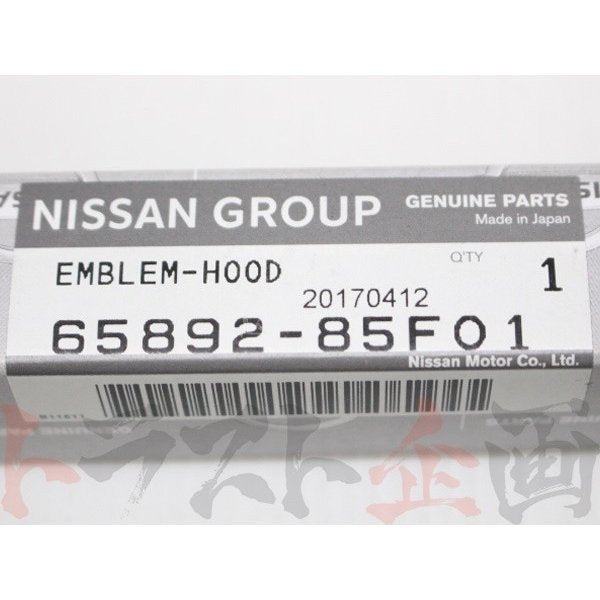 NISSAN GROUP
GENUINE PARTS
Made in Japan
EMBLEM-HOOD
Q'TY
1
20170412
65892-85F01
Nissan Motor Co., Ltd.
トラスト企画